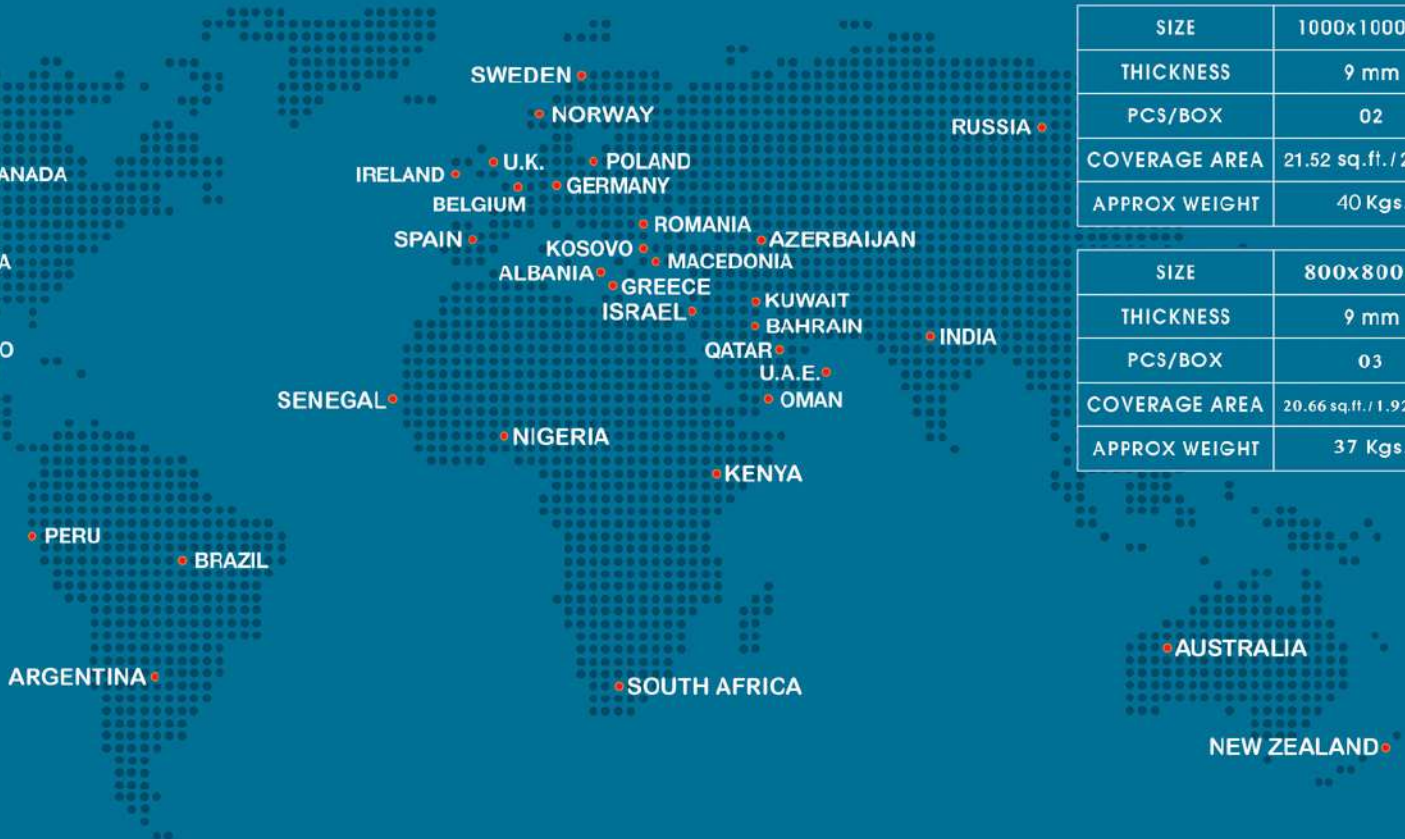 SWEDEN
NORWAY
RUSSIA
U.K.
POLAND
IRELAND
GERMANY
ANADA
BELGIUM
ROMANIA
SPAIN
AZERBAIJAN
KOSOVO
A
MACEDONIA
ALBANIA
GREECE
KUWAIT
ISRAEL
BAHRAIN
INDIA
O
QATAR
U.A.E.
SENEGAL
OMAN
NIGERIA
KENYA
PERU
BRAZIL
ARGENTINA
SOUTH AFRICA
AUSTRALIA
NEW ZEALAND
SIZE 1000x1000
THICKNESS 9 mm
PCS/BOX 02
COVERAGE AREA 21.52 sq.ft. / 2
APPROX WEIGHT 40 Kgs
SIZE 800x800
THICKNESS 9 mm
PCS/BOX 03
COVERAGE AREA 20.66 sq.ft. / 1.92
APPROX WEIGHT 37 Kgs